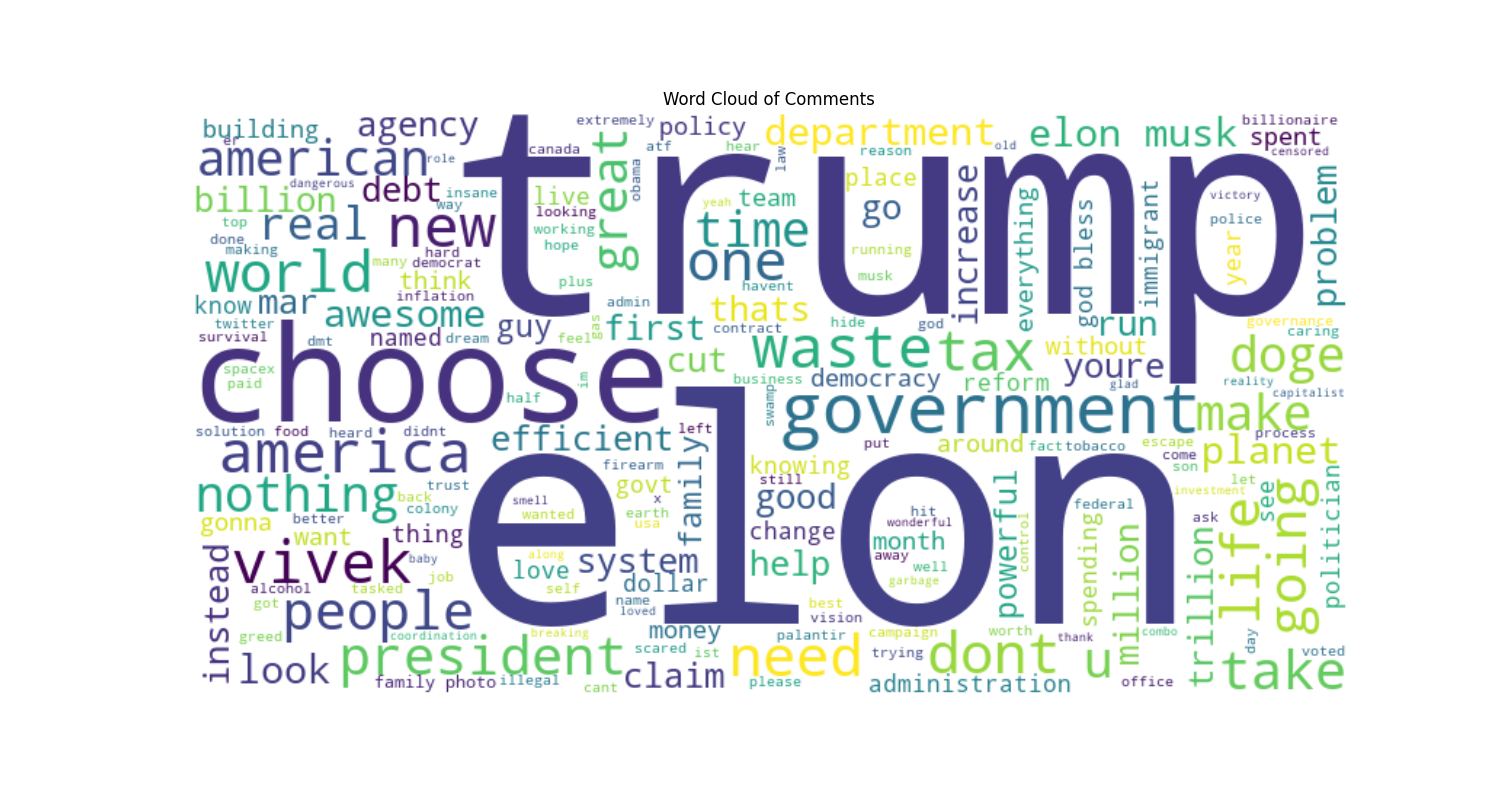 Word Cloud of Comments
trump
elon
choose
government
building
er
agency
extremely
policy
department
elon musk
billionaire
spent
censored
american
role
canada
atf
hear
law
reason
old
dangerous
debt
insane
way
live
great
obama
yeah
team
place
go
increase
everything
god bless
immigrant
victory
police
year
problem
billion
top
done
making
real
new
looking
working
hope
time
one
running
musk
world
many
hard
democrat
think
inflation
plus
havent
know
mar
awesome
guy
admin
thats
twitter
survival
dmt
named
dream
feel
gas
first
contract
hide
god
run
governance
caring
spacex
paid
half
im
cut
waste
tax
without
youre
doge
business
democracy
reform
glad
reality
capitalist
swamp
make
solution
food
heard
didnt
efficient
left
put
around
fact
tobacco
escape
process
come
planet
son
america
firearm
family
knowing
still
good
powerful
let
see
investment
nothing
back
trust
colony
smell
wanted
govt
x
earth
usa
hit
wonderful
month
away
well
garbage
control
federal
spending
million
ask
trillion
life
going
politician
gonna
better
want
thing
change
instead
vivek
baby
along
love
system
help
alcohol
tasked
job
self
dollar
got
people
name
loved
best
vision
greed
coordination
breaking
money
palantir
campaign
worth
thank
combo
day
voted
look
president
scared
ist
need
trying
dont
u
take
family photo
illegal
cant
claim
please
administration
office